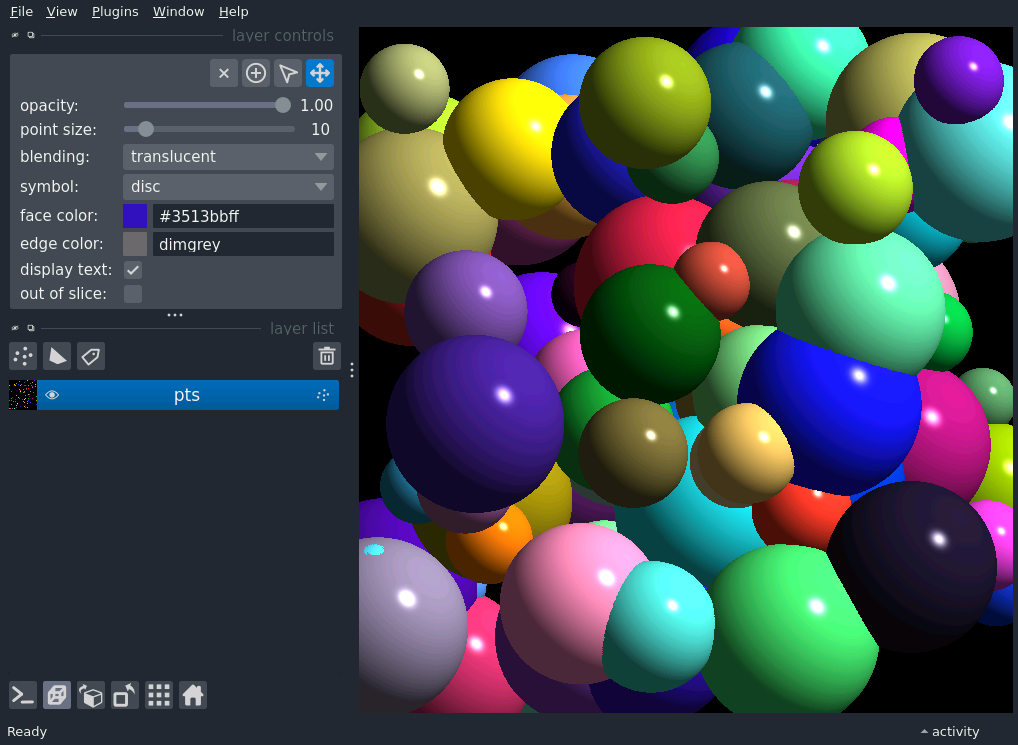 File View Plugins Window Help
layer controls
opacity: 1.00
point size: 10
blending: translucent
symbol: disc
face color: #3513bbff
edge color: dimgrey
display text:
out of slice:
layer list
pts
Ready
activity